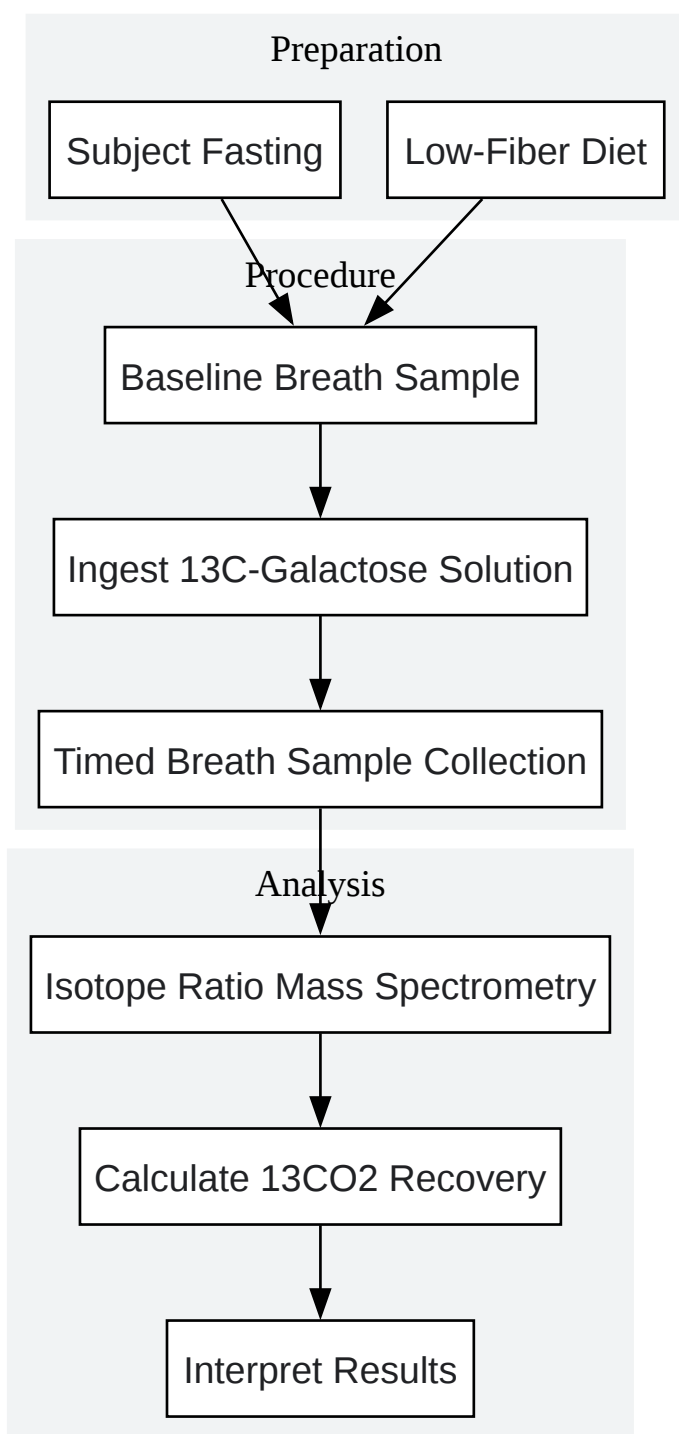 Preparation
Subject Fasting
Low-Fiber Diet
Procedure
Baseline Breath Sample
Ingest 13C-Galactose Solution
Timed Breath Sample Collection
Analysis
Isotope Ratio Mass Spectrometry
Calculate 13CO2 Recovery
Interpret Results